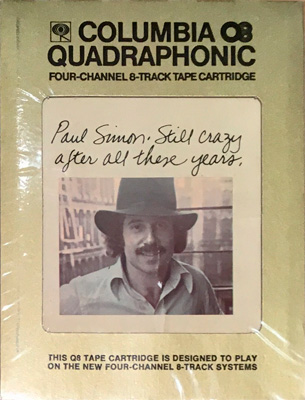 COLUMBIA Q8
QUADRAPHONIC
FOUR-CHANNEL 8-TRACK TAPE CARTRIDGE
Paul Simon. Still crazy
after all these years.
THIS Q8 TAPE CARTRIDGE IS DESIGNED TO PLAY
ON THE NEW FOUR-CHANNEL 8-TRACK SYSTEMS